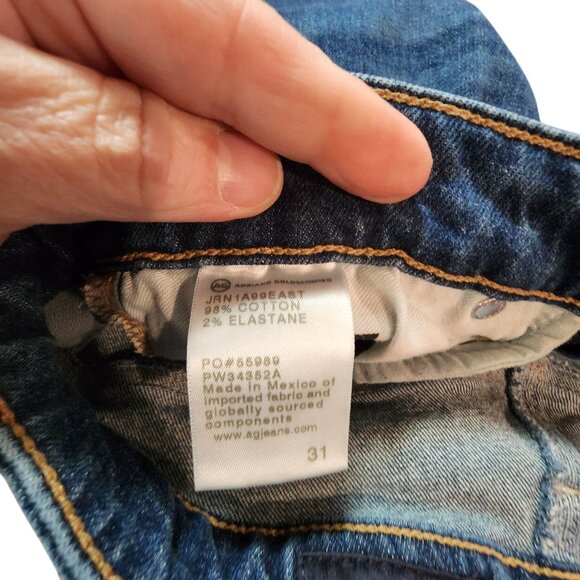 AG ADRIANO GOLDSCHMIED
JRN1A99EAST
98% COTTON
2% ELASTANE
PO#55989
PW34352A
Made in Mexico of
imported fabric and
globally sourced
components
www.agjeans.com
31